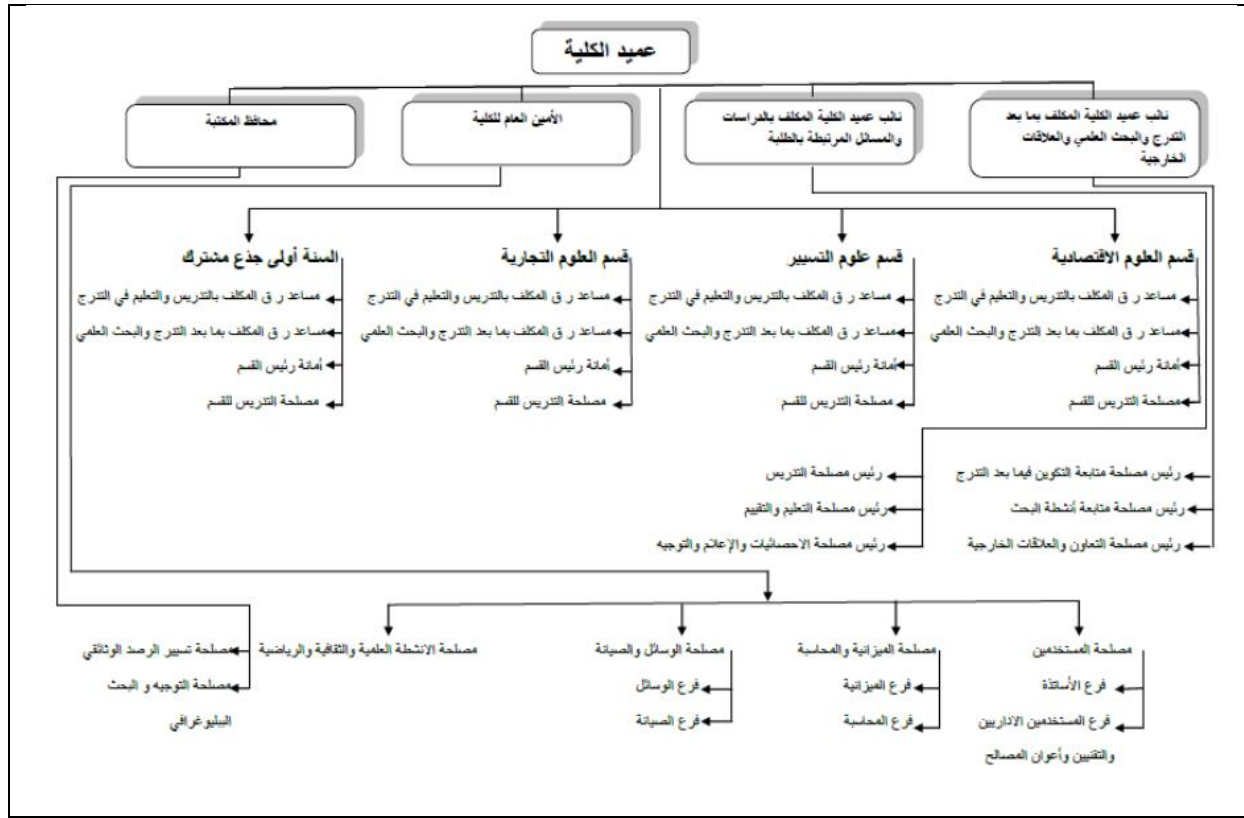 عميد الكلية
نائب عميد الكلية المكلف بما بعد
التدرج والبحث العلمي والعلاقات
الخارجية
نائب عميد الكلية المكلف بالدراسات
والمسائل المرتبطة بالطلبة
الأمين العام للكلية
محافظ المكتبة
قسم العلوم الاقتصادية
مساعد ر ق المكلف بالتدريس والتعليم في التدرج
مساعد ر ق المكلف بما بعد التدرج والبحث العلمي
أمانة رئيس القسم
مصلحة التدريس للقسم
قسم علوم التسيير
مساعد ر ق المكلف بالتدريس والتعليم في التدرج
مساعد ر ق المكلف بما بعد التدرج والبحث العلمي
أمانة رئيس القسم
مصلحة التدريس للقسم
قسم العلوم التجارية
مساعد ر ق المكلف بالتدريس والتعليم في التدرج
مساعد ر ق المكلف بما بعد التدرج والبحث العلمي
أمانة رئيس القسم
مصلحة التدريس للقسم
السنة أولى جذع مشترك
مساعد ر ق المكلف بالتدريس والتعليم في التدرج
مساعد ر ق المكلف بما بعد التدرج والبحث العلمي
أمانة رئيس القسم
مصلحة التدريس للقسم
رئيس مصلحة متابعة التكوين فيما بعد التدرج
رئيس مصلحة متابعة أنشطة البحث
رئيس مصلحة التعاون والعلاقات الخارجية
رئيس مصلحة التدريس
رئيس مصلحة التعليم والتقييم
رئيس مصلحة الاحصائيات والإعلام والتوجيه
مصلحة المستخدمين
فرع الأساتذة
فرع المستخدمين الاداريين
والتقنيين وأعوان المصالح
مصلحة الميزانية والمحاسبة
فرع الميزانية
فرع المحاسبة
مصلحة الوسائل والصيانة
فرع الوسائل
فرع الصيانة
مصلحة الانشطة العلمية والثقافية والرياضية
مصلحة تسيير الرصد الوثائقي
مصلحة التوجيه و البحث
الببليوغرافي